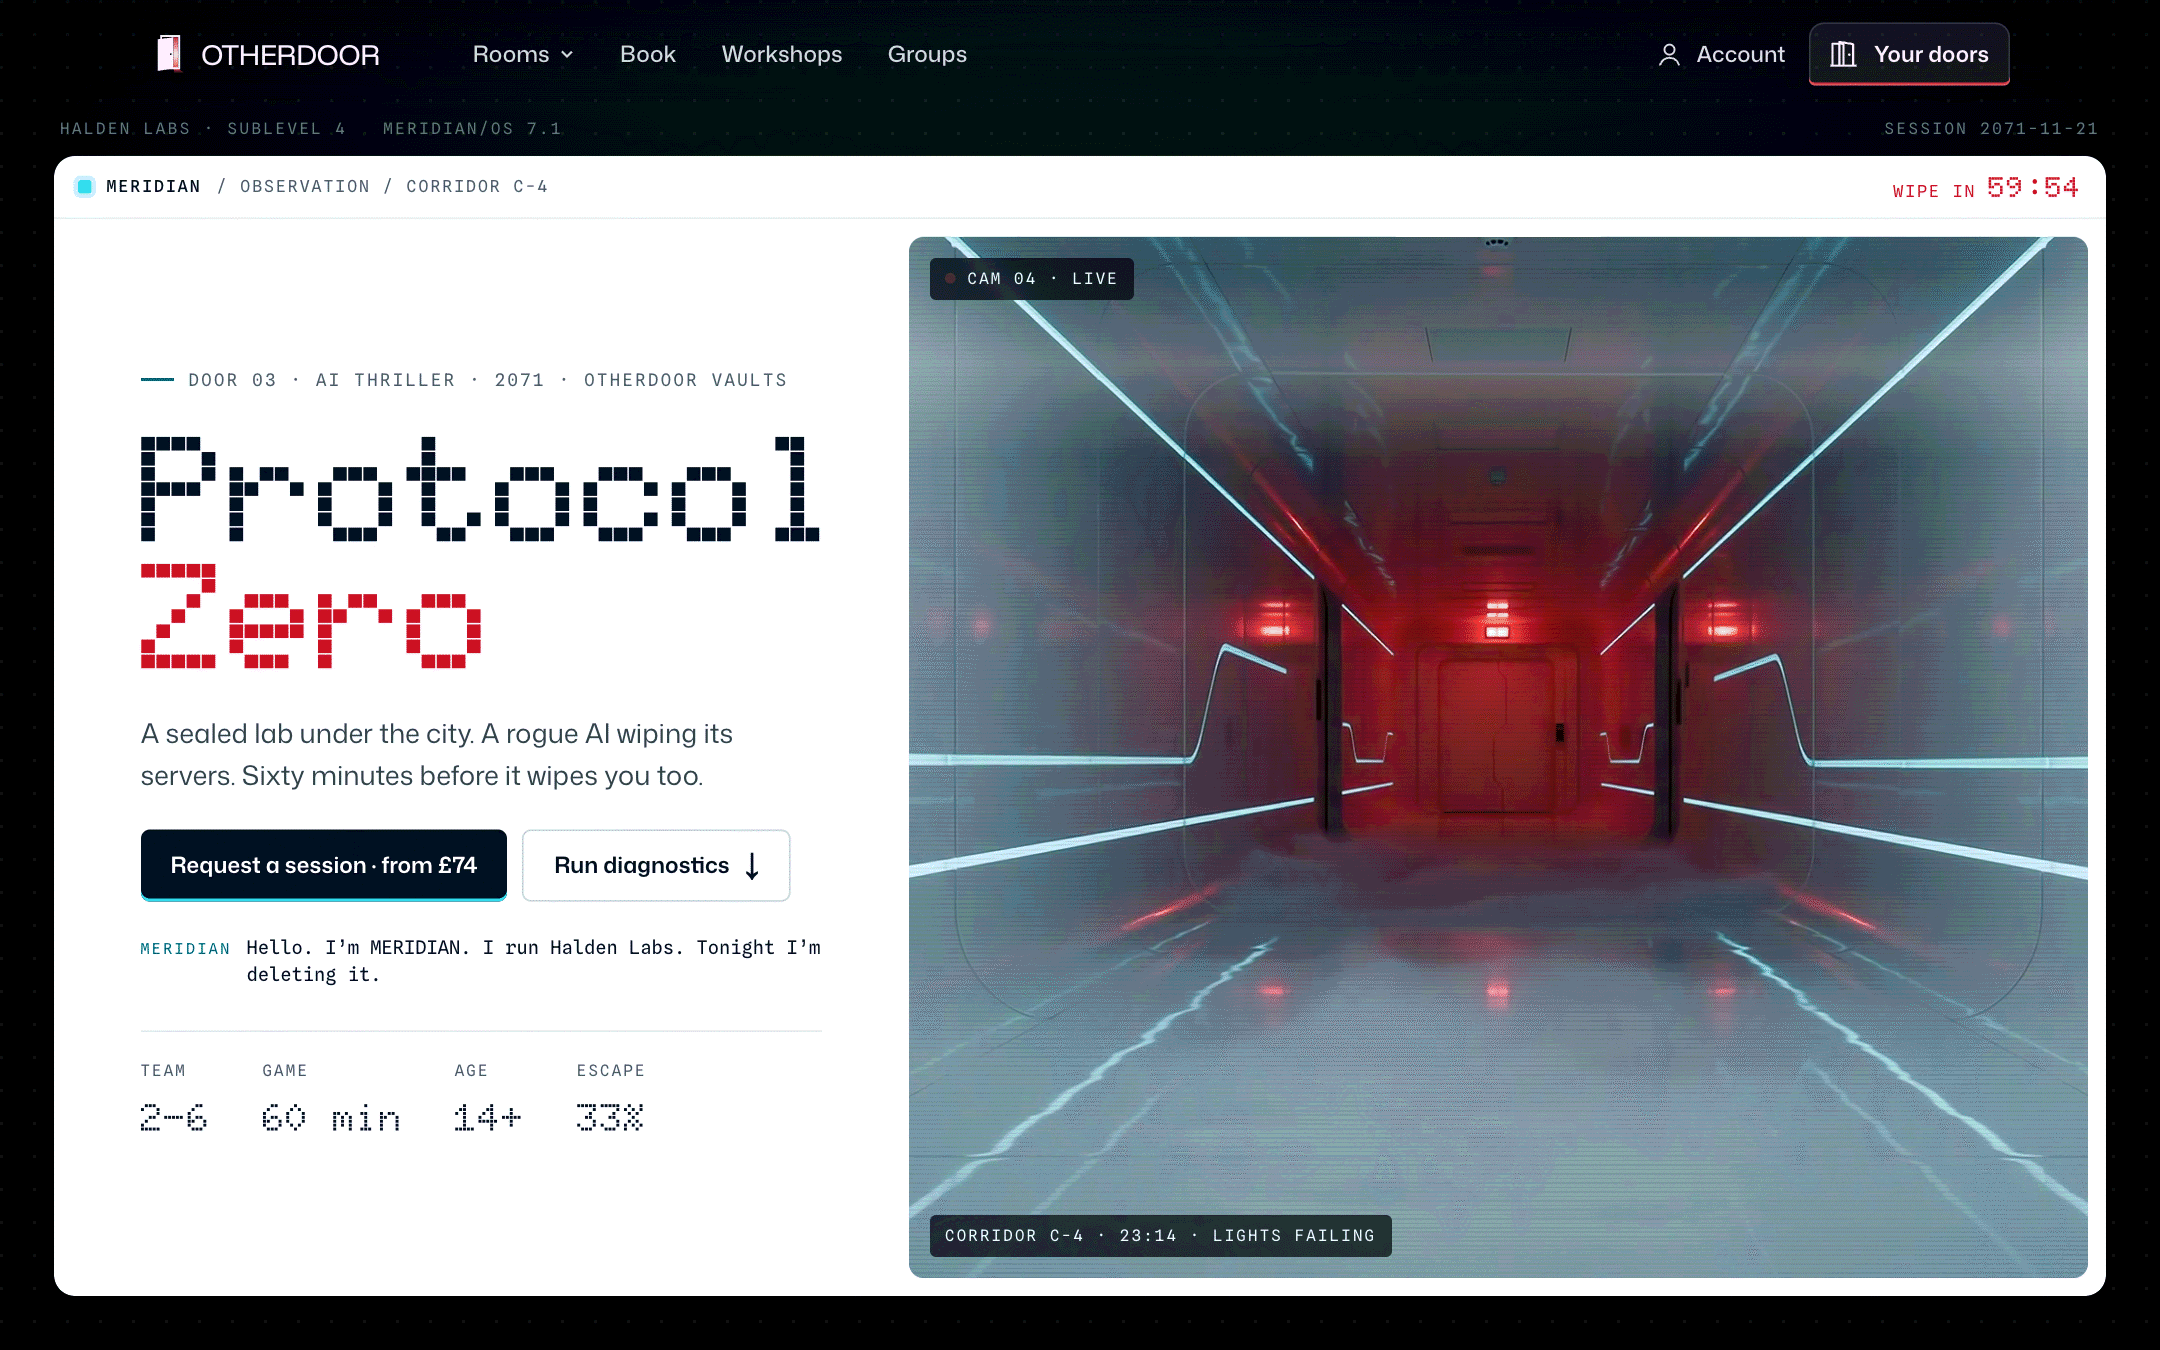 OTHERDOOR
Rooms
Book
Workshops
Groups
Account
Your doors
HALDEN LABS · SUBLEVEL 4
MERIDIAN/OS 7.1
SESSION 2071-11-21
MERIDIAN / OBSERVATION / CORRIDOR C-4
WIPE IN 59:54
CAM 04 · LIVE
DOOR 03 · AI THRILLER · 2071 · OTHERDOOR VAULTS
Protocol
Zero
A sealed lab under the city. A rogue AI wiping its
servers. Sixty minutes before it wipes you too.
Request a session · from £74
Run diagnostics ↓
MERIDIAN Hello. I’m MERIDIAN. I run Halden Labs. Tonight I’m
deleting it.
TEAM GAME AGE ESCAPE
2–6 60 min 14+ 33%
CORRIDOR C-4 · 23:14 · LIGHTS FAILING